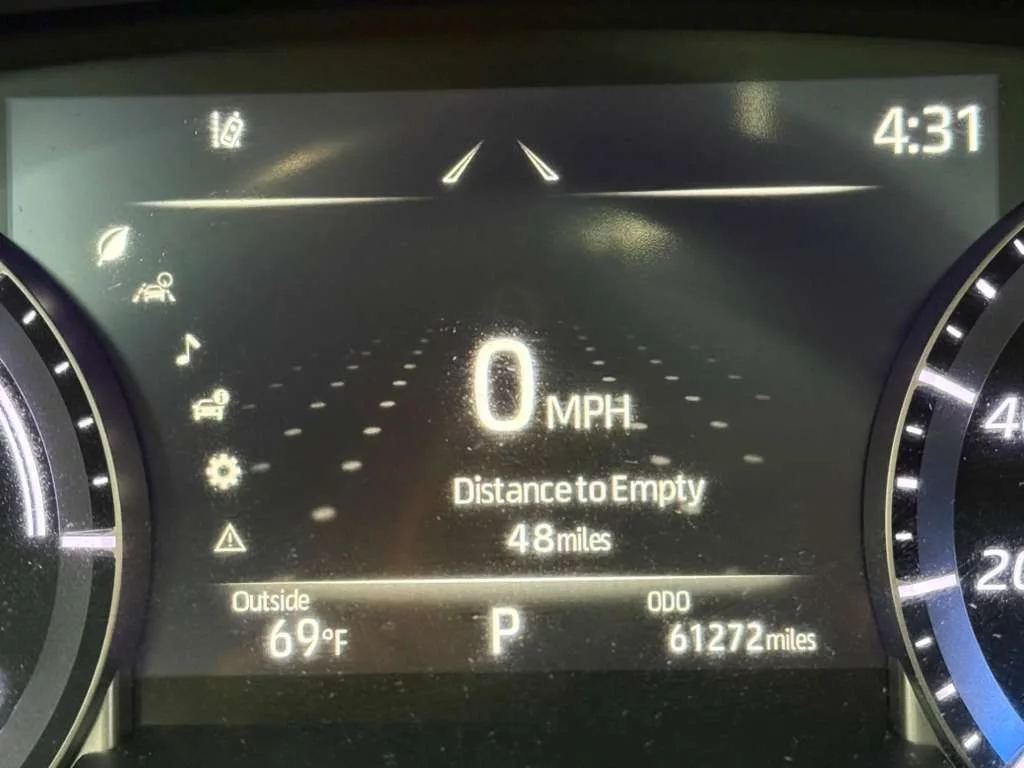 4:31
0 MPH
Distance to Empty
48 miles
Outside
69°F
P
ODO
61272 miles